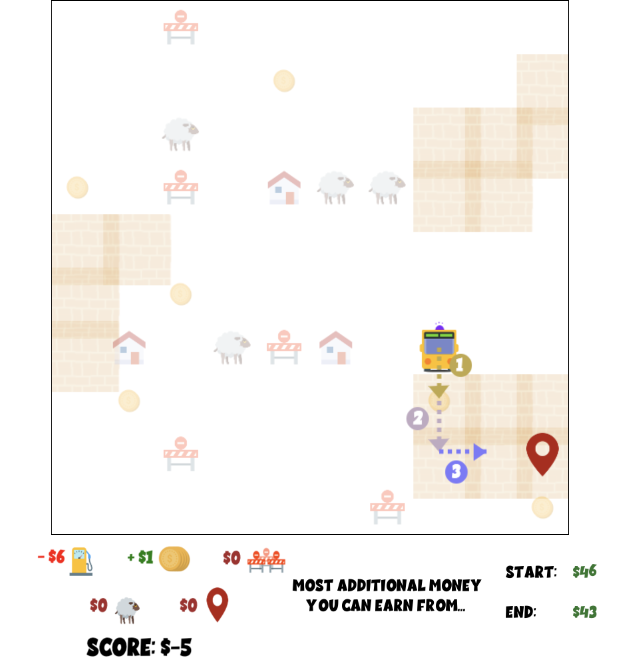 1
2
3
- $6
+ $1
$0
$0
$0
SCORE: $-5
MOST ADDITIONAL MONEY
YOU CAN EARN FROM...
START: $46
END: $43